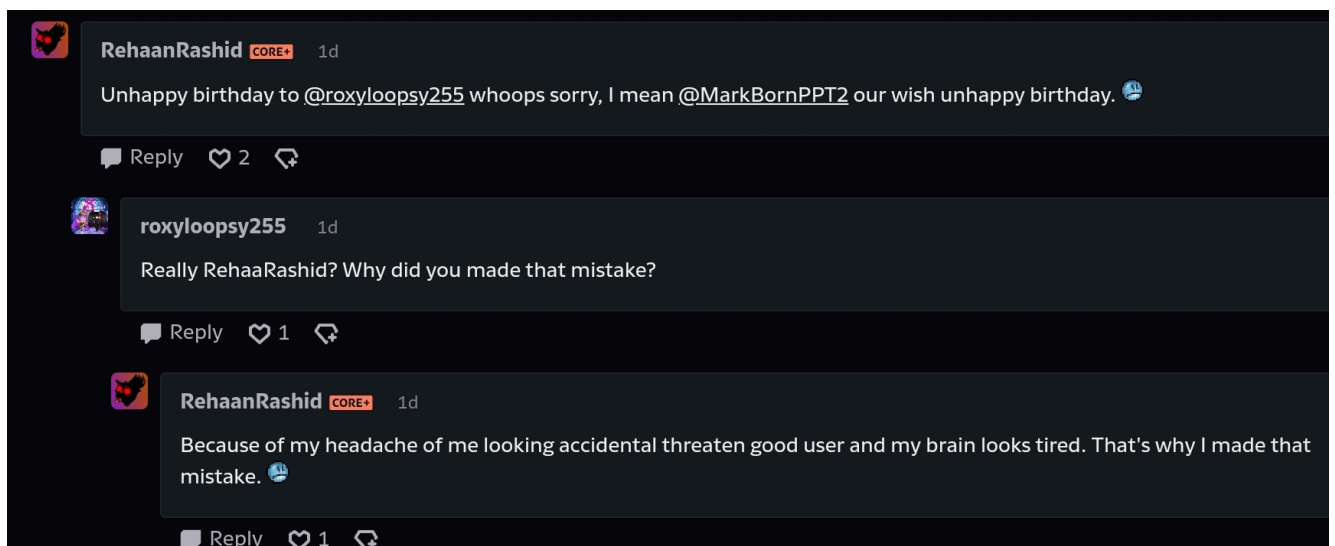 RehaanRashid CORE+ 1d
Unhappy birthday to @roxyloopsy255 whoops sorry, I mean @MarkBornPPT2 our wish unhappy birthday.
Reply 2
roxyloopsy255 1d
Really RehaaRashid? Why did you made that mistake?
Reply 1
RehaanRashid CORE+ 1d
Because of my headache of me looking accidental threaten good user and my brain looks tired. That's why I made that
mistake.
Reply 1